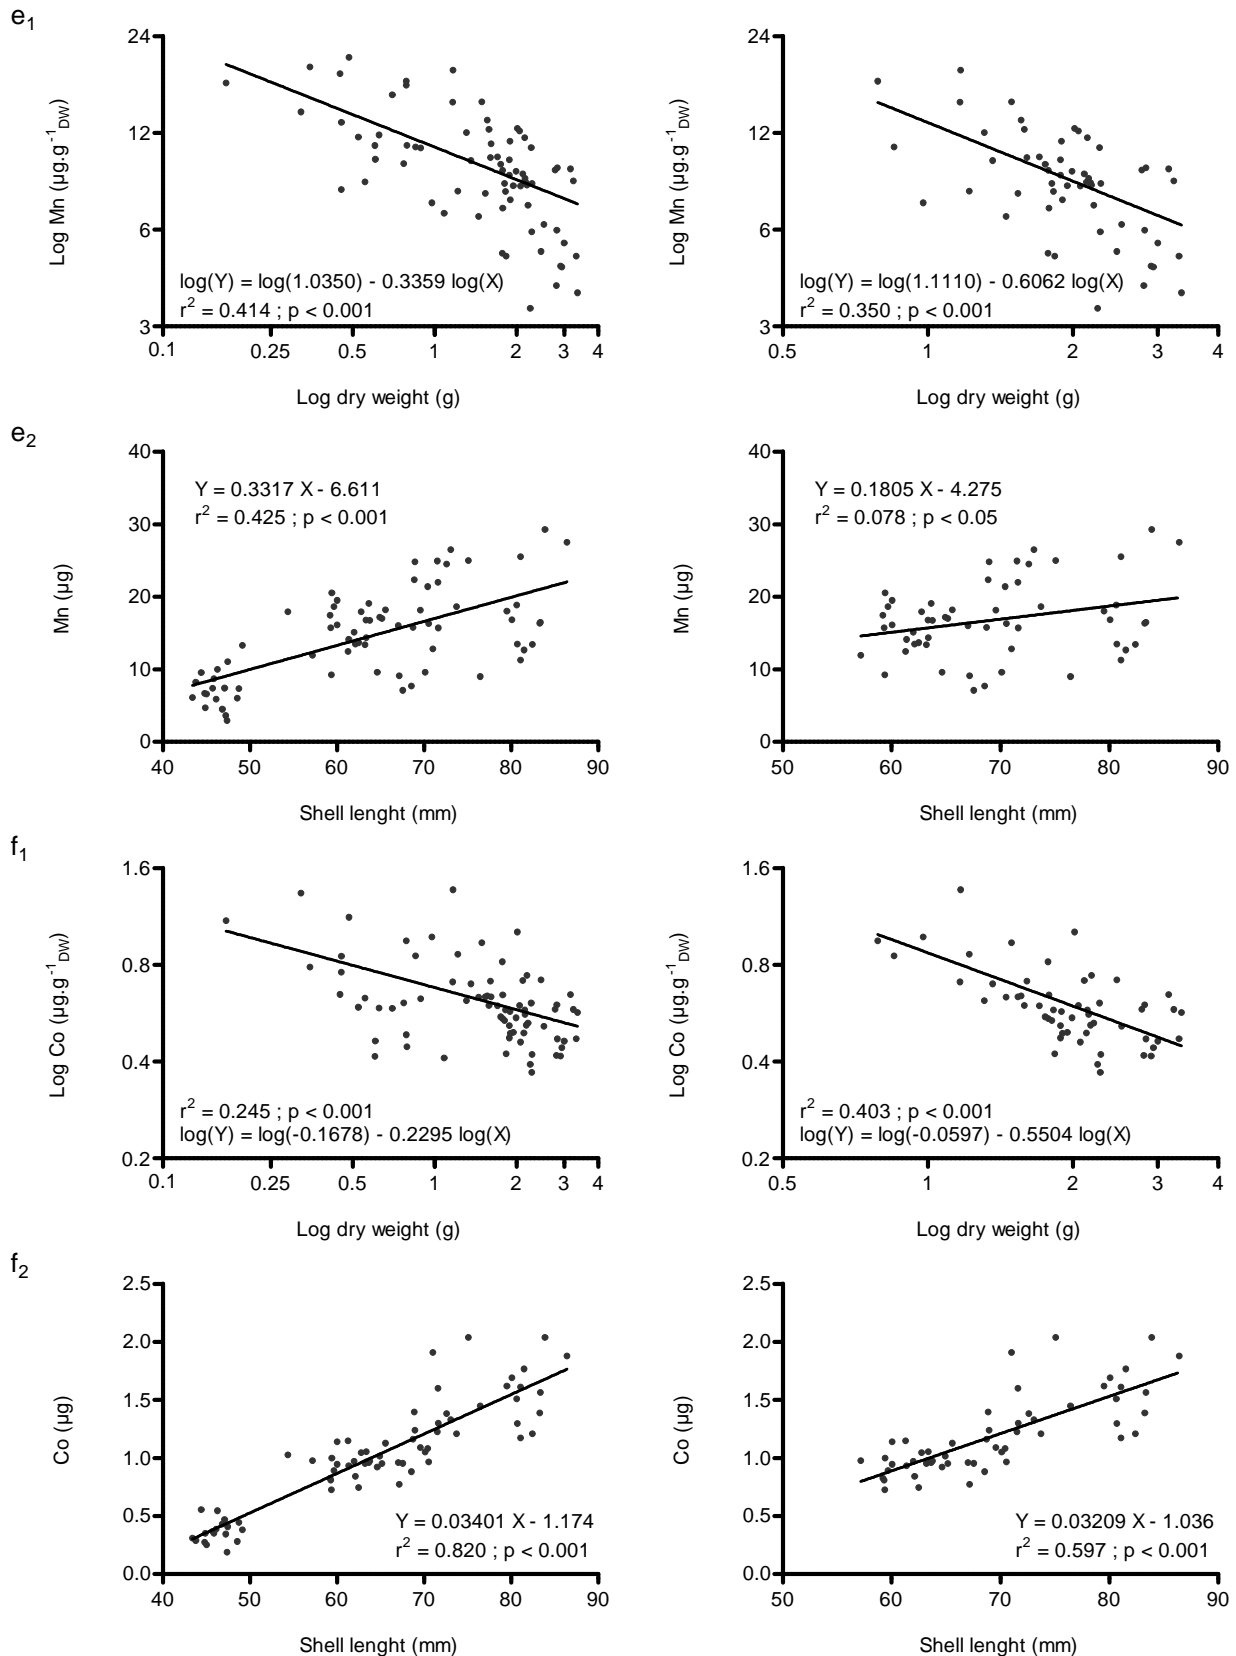 e1
24
12
6
3
Log Mn (µg.g-1DW)
log(Y) = log(1.0350) - 0.3359 log(X)
r2 = 0.414 ; p < 0.001
0.1 0.25 0.5 1 2 3 4
Log dry weight (g)
24
12
6
3
Log Mn (µg.g-1DW)
log(Y) = log(1.1110) - 0.6062 log(X)
r2 = 0.350 ; p < 0.001
0.5 1 2 3 4
Log dry weight (g)
e2
40
30
20
10
0
Mn (µg)
Y = 0.3317 X - 6.611
r2 = 0.425 ; p < 0.001
40 50 60 70 80 90
Shell lenght (mm)
40
30
20
10
0
Mn (µg)
Y = 0.1805 X - 4.275
r2 = 0.078 ; p < 0.05
50 60 70 80 90
Shell lenght (mm)
f1
1.6
0.8
0.4
0.2
Log Co (µg.g-1DW)
r2 = 0.245 ; p < 0.001
log(Y) = log(-0.1678) - 0.2295 log(X)
0.1 0.25 0.5 1 2 3 4
Log dry weight (g)
1.6
0.8
0.4
0.2
Log Co (µg.g-1DW)
r2 = 0.403 ; p < 0.001
log(Y) = log(-0.0597) - 0.5504 log(X)
0.5 1 2 3 4
Log dry weight (g)
f2
2.5
2.0
1.5
1.0
0.5
0.0
Co (µg)
Y = 0.03401 X - 1.174
r2 = 0.820 ; p < 0.001
40 50 60 70 80 90
Shell lenght (mm)
2.5
2.0
1.5
1.0
0.5
0.0
Co (µg)
Y = 0.03209 X - 1.036
r2 = 0.597 ; p < 0.001
50 60 70 80 90
Shell lenght (mm)